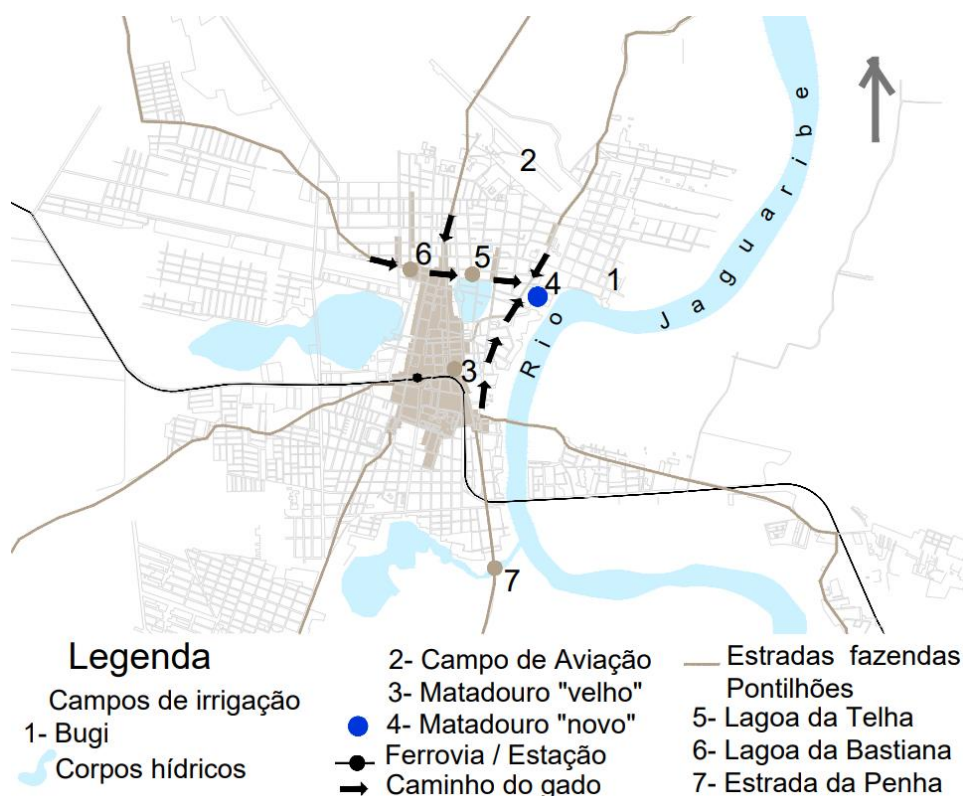 2
6
5
4
1
3
7
Rio Jaguaribe
Legenda
Campos de irrigação
1- Bugi
Corpos hídricos
2- Campo de Aviação
3- Matadouro "velho"
4- Matadouro "novo"
Ferrovia / Estação
Caminho do gado
Estradas fazendas
Pontilhões
5- Lagoa da Telha
6- Lagoa da Bastiana
7- Estrada da Penha